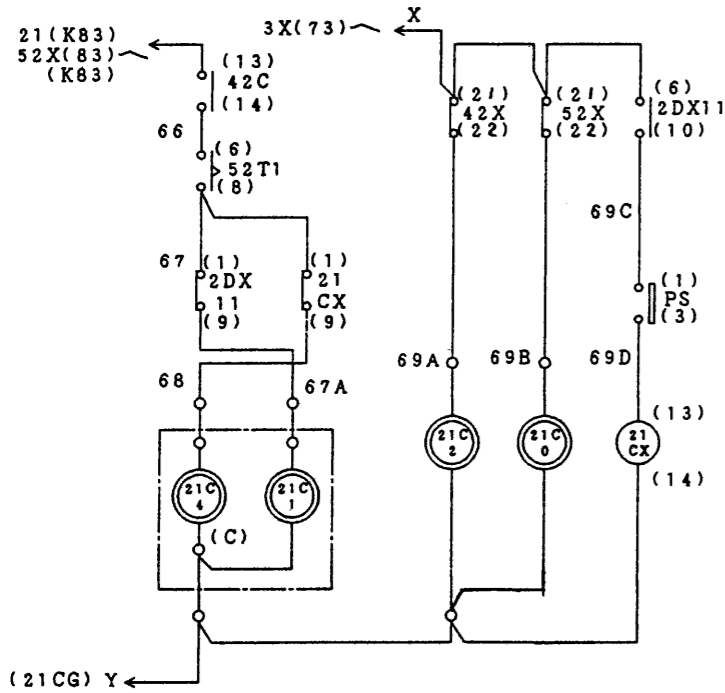 21(K83)
52X(83)
(K83)
3X(73)
X
(13)
42C
(14)
66
(6)
52T1
(8)
67
(1)
2DX
11
(9)
(1)
21
CX
(9)
68
67A
21C
4
21C
1
(C)
(21)
42X
(22)
(21)
52X
(22)
(6)
2DX11
(10)
69C
(1)
PS
(3)
69A
69B
69D
21C
2
21C
0
21
CX
(13)
(14)
(21CG) Y